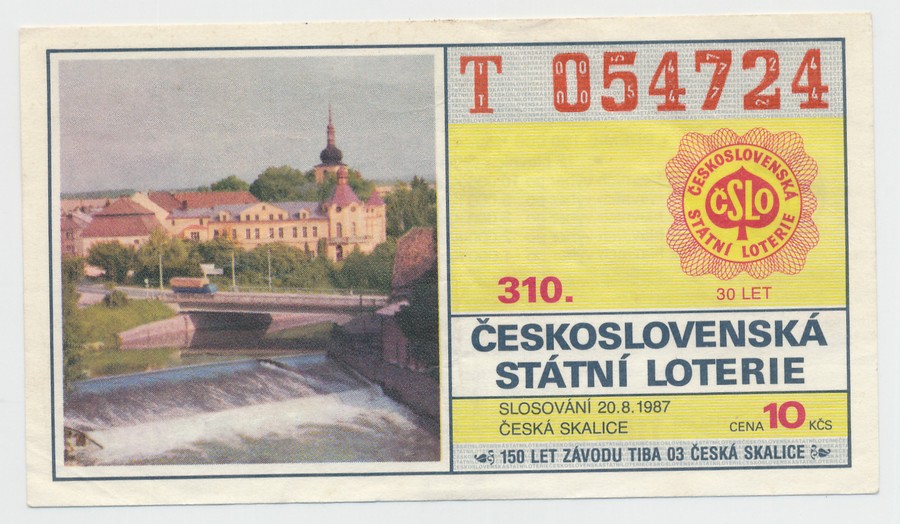 T 054724
ČESKOSLOVENSKÁ
ČSLO
STÁTNÍ LOTERIE
310.
30 LET
ČESKOSLOVENSKÁ
STÁTNÍ LOTERIE
SLOSOVÁNÍ 20.8.1987
ČESKÁ SKALICE
CENA 10 KČS
150 LET ZÁVODU TIBA 03 ČESKÁ SKALICE